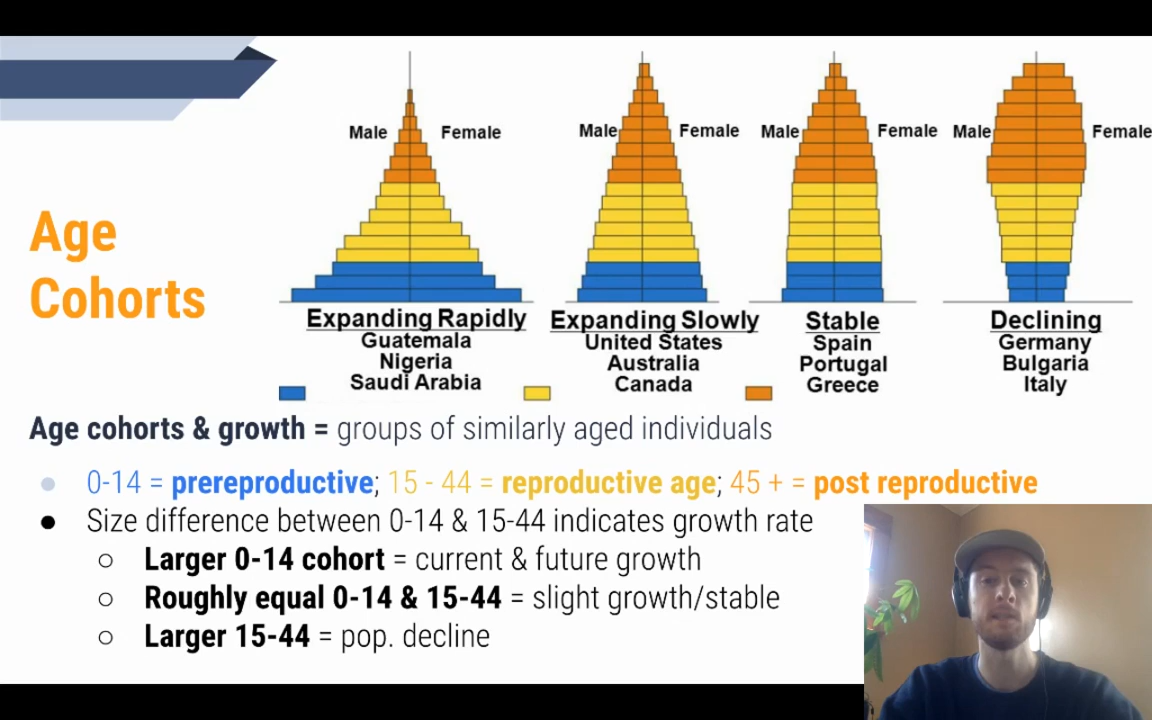 Age
Cohorts
Male Female
Male Female
Male Female
Male Female
Expanding Rapidly
Guatemala
Nigeria
Saudi Arabia
Expanding Slowly
United States
Australia
Canada
Stable
Spain
Portugal
Greece
Declining
Germany
Bulgaria
Italy
Age cohorts & growth = groups of similarly aged individuals
● 0-14 = prereproductive; 15 - 44 = reproductive age; 45 + = post reproductive
● Size difference between 0-14 & 15-44 indicates growth rate
○ Larger 0-14 cohort = current & future growth
○ Roughly equal 0-14 & 15-44 = slight growth/stable
○ Larger 15-44 = pop. decline